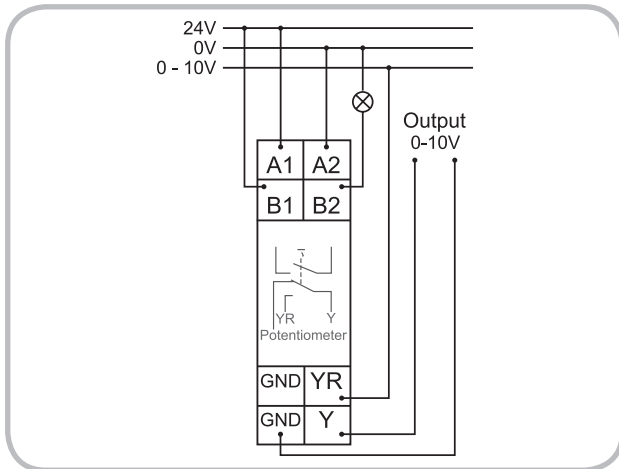 24V
0V
0 - 10V
Output
0-10V
A1 A2
B1 B2
YR Y
Potentiometer
GND YR
GND Y